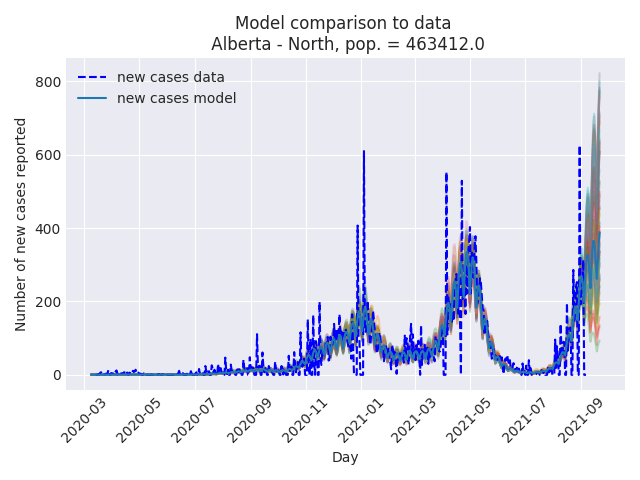 Model comparison to data
Alberta - North, pop. = 463412.0
new cases data
new cases model
Number of new cases reported
800
600
400
200
0
2020-03
2020-05
2020-07
2020-09
2020-11
2021-01
2021-03
2021-05
2021-07
2021-09
Day